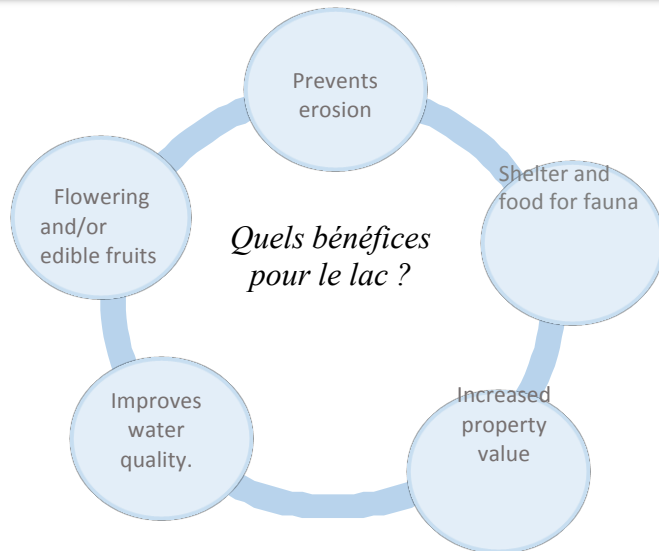 Prevents
erosion
Shelter and
food for fauna
Flowering
and/or
edible fruits
Quels bénéfices
pour le lac ?
Increased
property
value
Improves
water
quality.